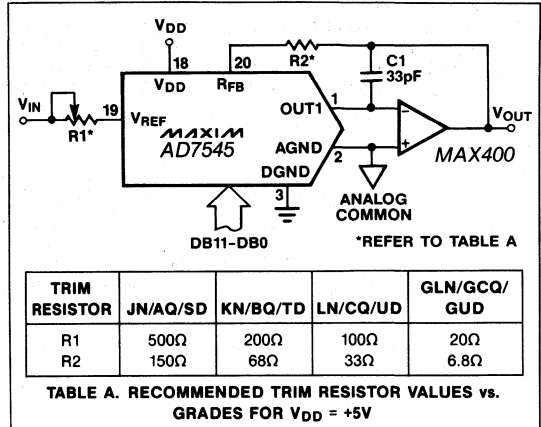 VDD
18
20
R2*
C1
33pF
VDD
RFB
VIN
R1*
19
VREF
MAXIM
AD7545
OUT1
1
AGND
2
DGND
3
−
+
VOUT
MAX400
ANALOG
COMMON
DB11–DB0
*REFER TO TABLE A
TRIM RESISTOR JN/AQ/SD KN/BQ/TD LN/CQ/UD GLN/GCQ/GUD
R1 500Ω 200Ω 100Ω 20Ω
R2 150Ω 68Ω 33Ω 6.8Ω
TABLE A. RECOMMENDED TRIM RESISTOR VALUES vs.
GRADES FOR VDD = +5V